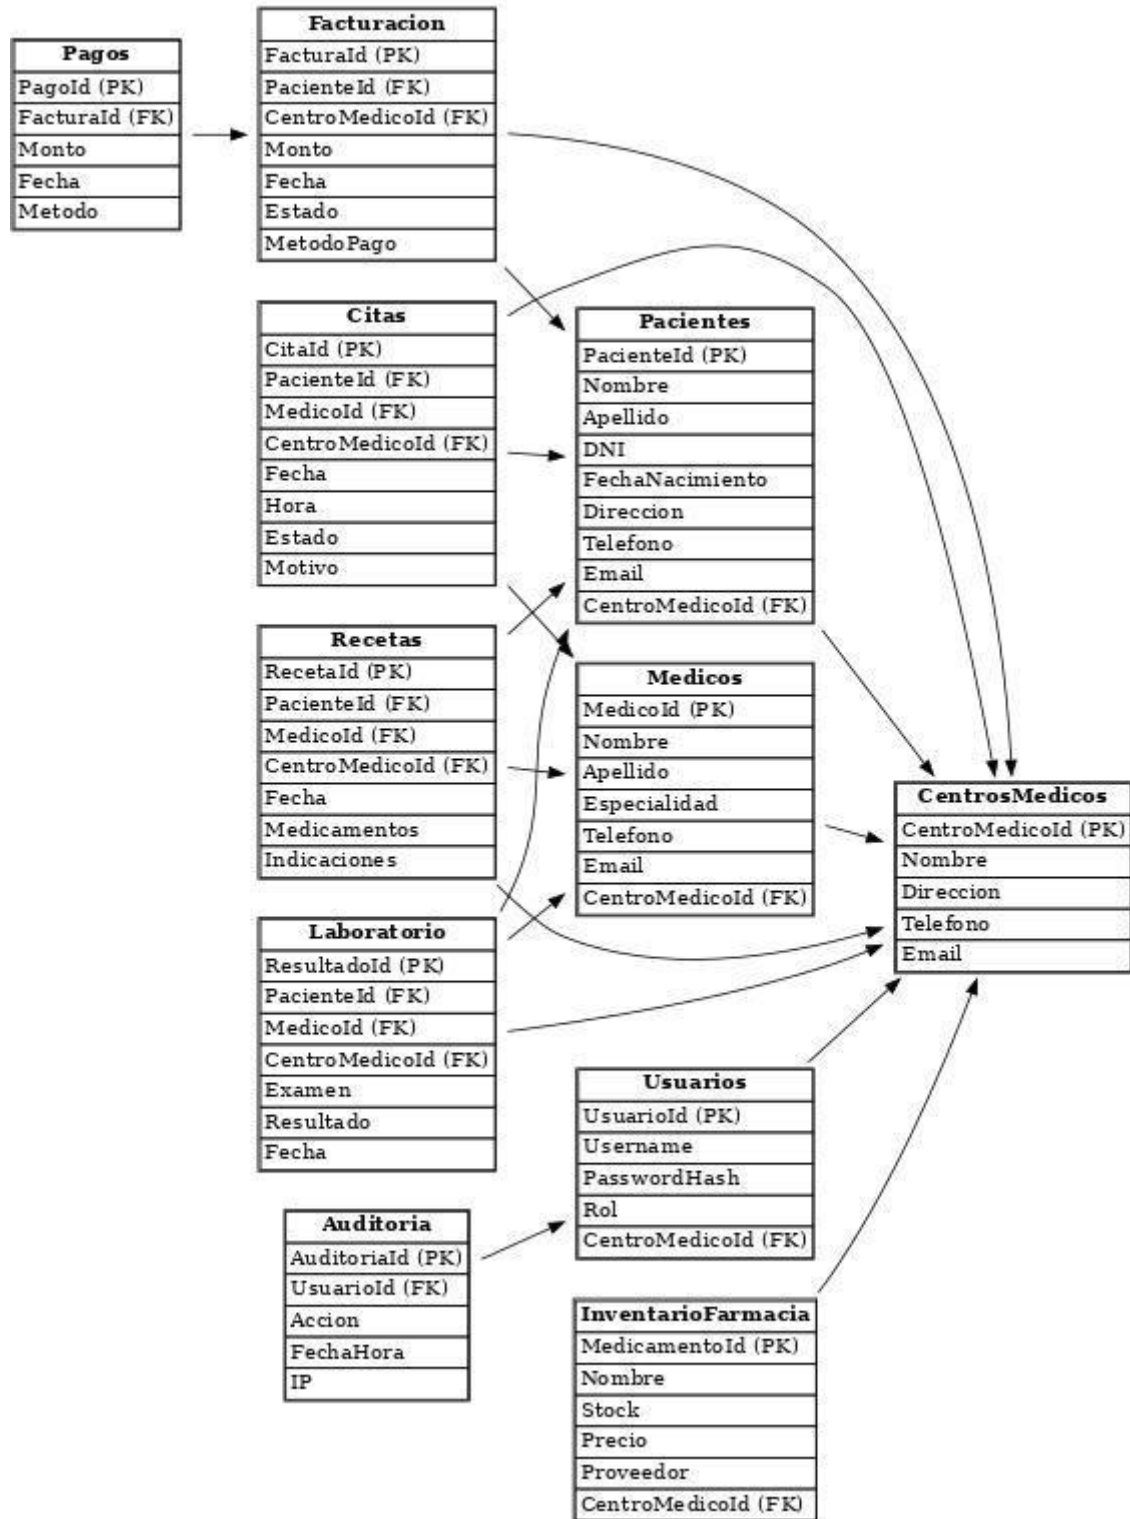 Pagos
PagoId (PK)
FacturaId (FK)
Monto
Fecha
Metodo
Facturacion
FacturaId (PK)
PacienteId (FK)
CentroMedicoId (FK)
Monto
Fecha
Estado
MetodoPago
Citas
CitaId (PK)
PacienteId (FK)
MedicoId (FK)
CentroMedicoId (FK)
Fecha
Hora
Estado
Motivo
Recetas
RecetaId (PK)
PacienteId (FK)
MedicoId (FK)
CentroMedicoId (FK)
Fecha
Medicamentos
Indicaciones
Laboratorio
ResultadoId (PK)
PacienteId (FK)
MedicoId (FK)
CentroMedicoId (FK)
Examen
Resultado
Fecha
Auditoria
AuditoriaId (PK)
UsuarioId (FK)
Accion
FechaHora
IP
Pacientes
PacienteId (PK)
Nombre
Apellido
DNI
FechaNacimiento
Direccion
Telefono
Email
CentroMedicoId (FK)
Medicos
MedicoId (PK)
Nombre
Apellido
Especialidad
Telefono
Email
CentroMedicoId (FK)
Usuarios
UsuarioId (PK)
Username
PasswordHash
Rol
CentroMedicoId (FK)
InventarioFarmacia
MedicamentoId (PK)
Nombre
Stock
Precio
Proveedor
CentroMedicoId (FK)
CentrosMedicos
CentroMedicoId (PK)
Nombre
Direccion
Telefono
Email